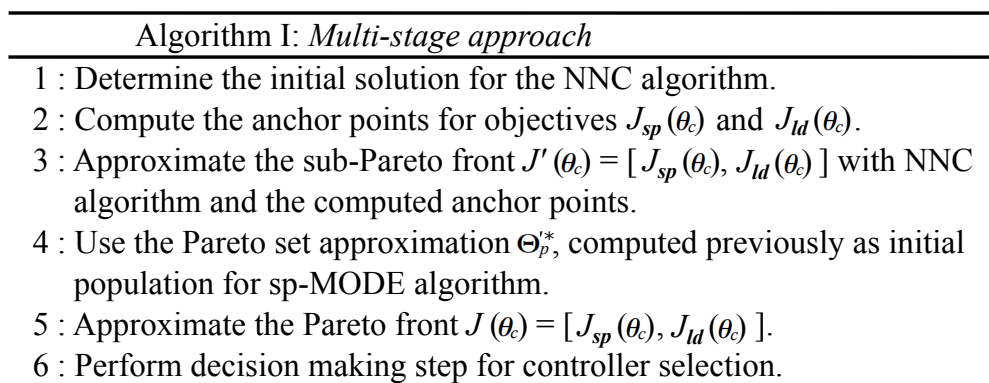 Algorithm I: Multi-stage approach
1 : Determine the initial solution for the NNC algorithm.
2 : Compute the anchor points for objectives J_sp(θ_c) and J_ld(θ_c).
3 : Approximate the sub-Pareto front J′(θ_c) = [ J_sp(θ_c), J_ld(θ_c) ] with NNC
algorithm and the computed anchor points.
4 : Use the Pareto set approximation Θ_p′*, computed previously as initial
population for sp-MODE algorithm.
5 : Approximate the Pareto front J(θ_c) = [ J_sp(θ_c), J_ld(θ_c) ].
6 : Perform decision making step for controller selection.